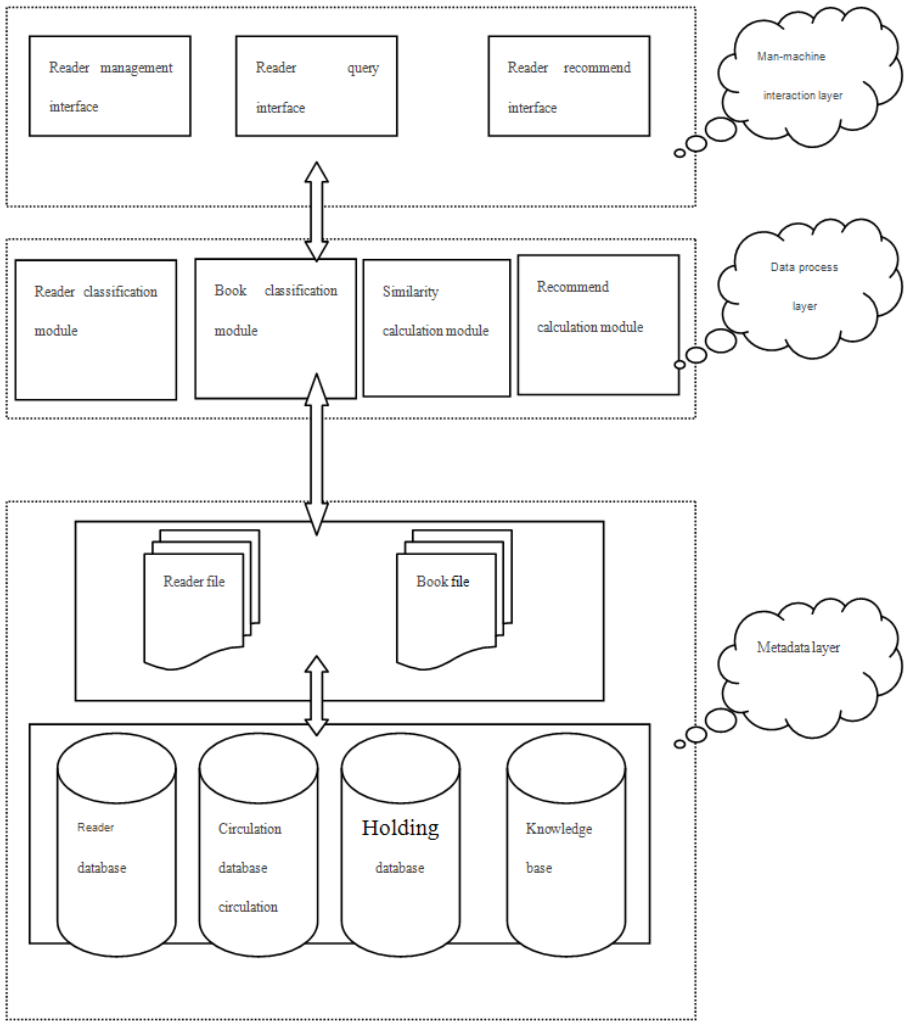 Reader management
interface
Reader query
interface
Reader recommend
interface
Man-machine
interaction layer
Reader classification
module
Book classification
module
Similarity
calculation module
Recommend
calculation module
Data process
layer
Reader file
Book file
Metadata layer
Reader
database
Circulation
database
circulation
Holding
database
Knowledge
base